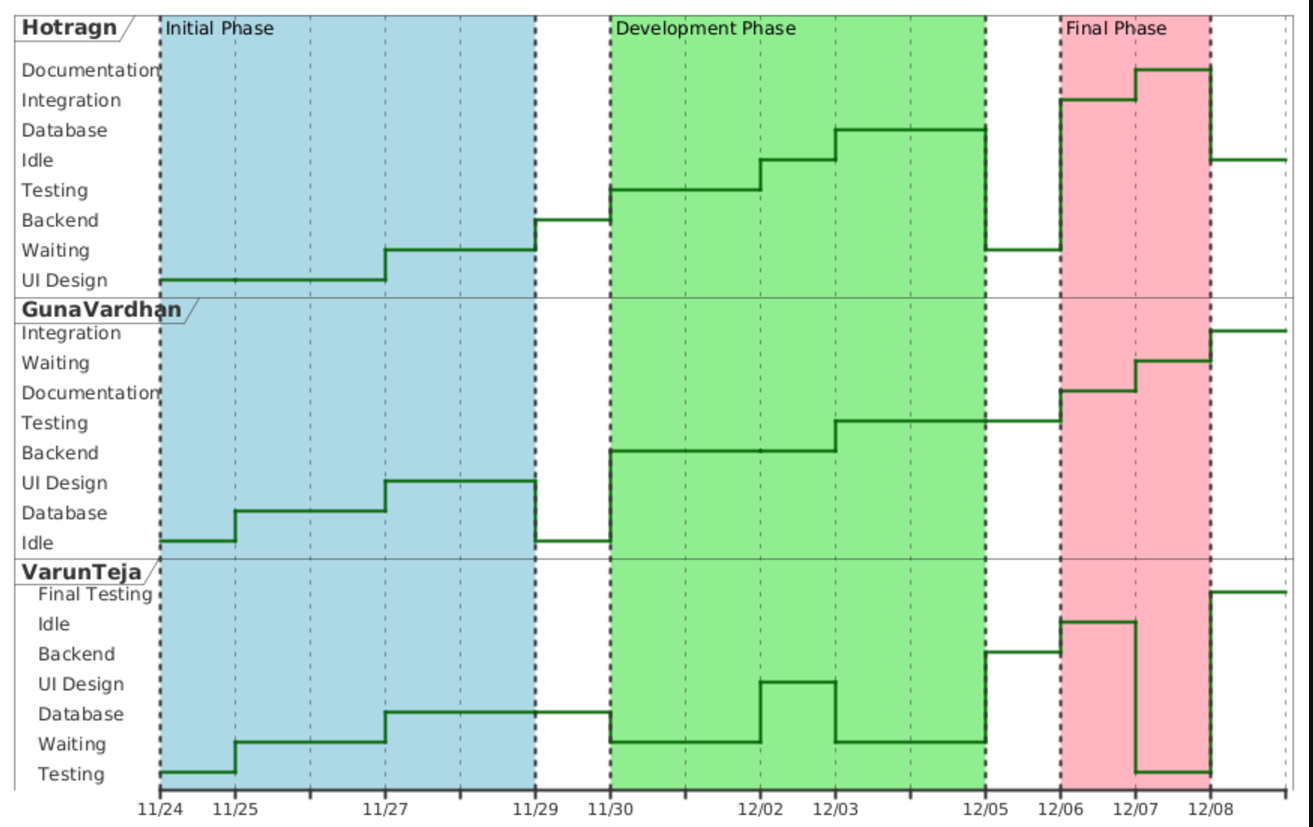 Hotragn
Initial Phase
Development Phase
Final Phase
Documentation
Integration
Database
Idle
Testing
Backend
Waiting
UI Design
GunaVardhan
Integration
Waiting
Documentation
Testing
Backend
UI Design
Database
Idle
VarunTeja
Final Testing
Idle
Backend
UI Design
Database
Waiting
Testing
11/24 11/25 11/27 11/29 11/30 12/02 12/03 12/05 12/06 12/07 12/08